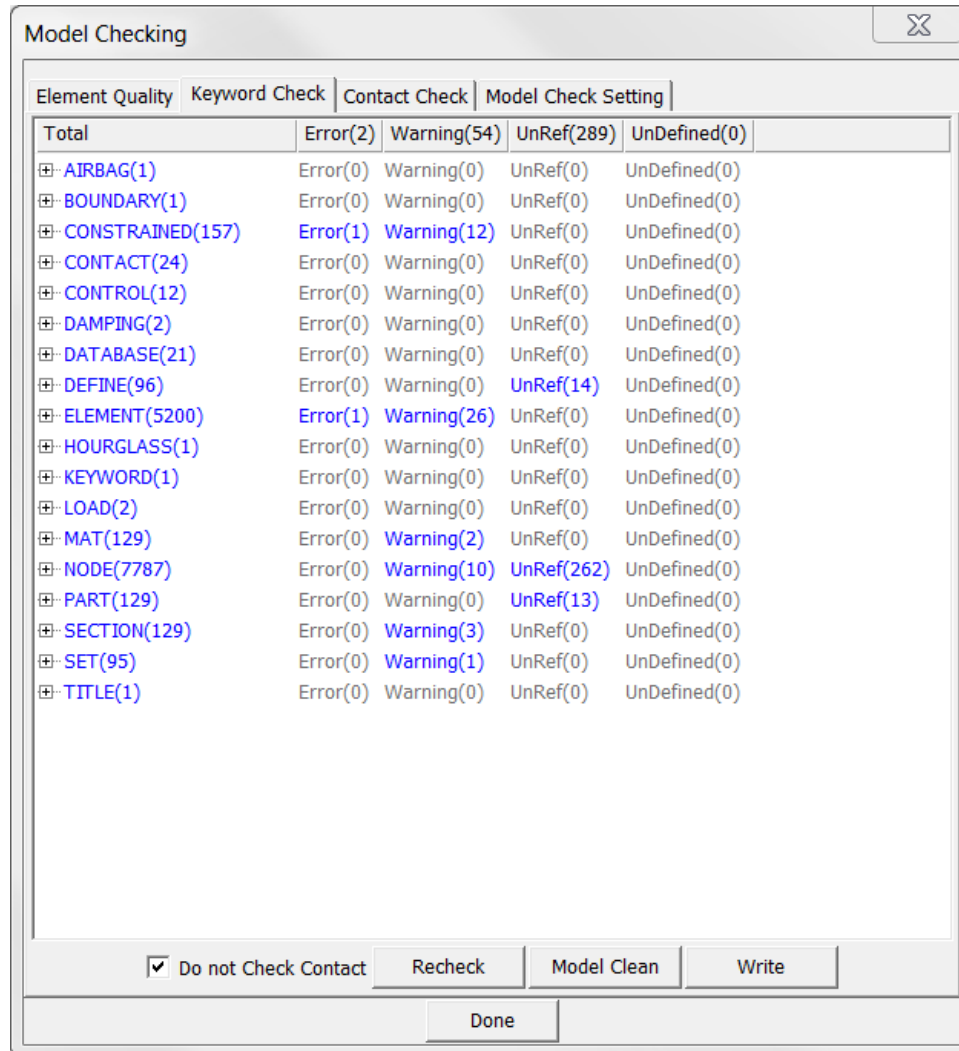 Model Checking
Element Quality Keyword Check Contact Check Model Check Setting
Total Error(2) Warning(54) UnRef(289) UnDefined(0)
AIRBAG(1) Error(0) Warning(0) UnRef(0) UnDefined(0)
BOUNDARY(1) Error(0) Warning(0) UnRef(0) UnDefined(0)
CONSTRAINED(157) Error(1) Warning(12) UnRef(0) UnDefined(0)
CONTACT(24) Error(0) Warning(0) UnRef(0) UnDefined(0)
CONTROL(12) Error(0) Warning(0) UnRef(0) UnDefined(0)
DAMPING(2) Error(0) Warning(0) UnRef(0) UnDefined(0)
DATABASE(21) Error(0) Warning(0) UnRef(0) UnDefined(0)
DEFINE(96) Error(0) Warning(0) UnRef(14) UnDefined(0)
ELEMENT(5200) Error(1) Warning(26) UnRef(0) UnDefined(0)
HOURGLASS(1) Error(0) Warning(0) UnRef(0) UnDefined(0)
KEYWORD(1) Error(0) Warning(0) UnRef(0) UnDefined(0)
LOAD(2) Error(0) Warning(0) UnRef(0) UnDefined(0)
MAT(129) Error(0) Warning(2) UnRef(0) UnDefined(0)
NODE(7787) Error(0) Warning(10) UnRef(262) UnDefined(0)
PART(129) Error(0) Warning(0) UnRef(13) UnDefined(0)
SECTION(129) Error(0) Warning(3) UnRef(0) UnDefined(0)
SET(95) Error(0) Warning(1) UnRef(0) UnDefined(0)
TITLE(1) Error(0) Warning(0) UnRef(0) UnDefined(0)
Do not Check Contact Recheck Model Clean Write
Done